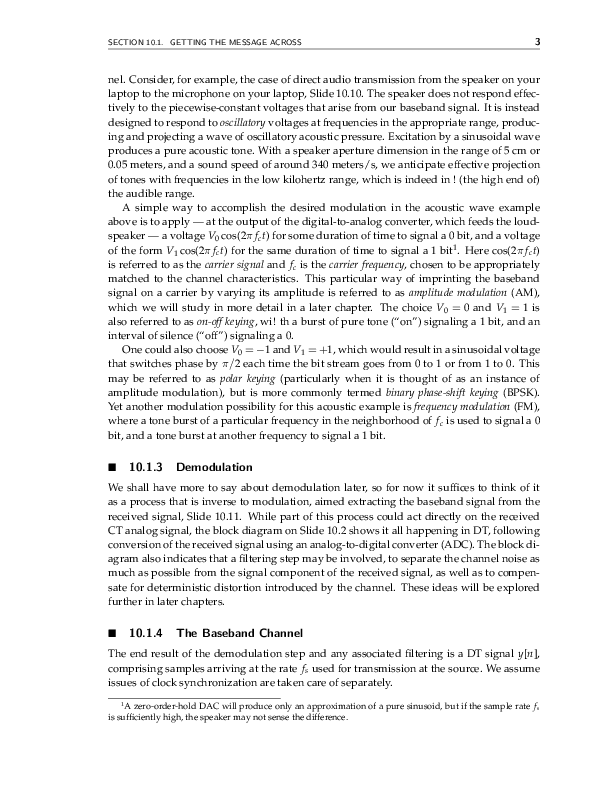 SECTION 10.1. GETTING THE MESSAGE ACROSS 3
nel. Consider, for example, the case of direct audio transmission from the speaker on your
laptop to the microphone on your laptop, Slide 10.10. The speaker does not respond effec-
tively to the piecewise-constant voltages that arise from our baseband signal. It is instead
designed to respond to oscillatory voltages at frequencies in the appropriate range, produc-
ing and projecting a wave of oscillatory acoustic pressure. Excitation by a sinusoidal wave
produces a pure acoustic tone. With a speaker aperture dimension in the range of 5 cm or
0.05 meters, and a sound speed of around 340 meters/s, we anticipate effective projection
of tones with frequencies in the low kilohertz range, which is indeed in ! (the high end of)
the audible range.
A simple way to accomplish the desired modulation in the acoustic wave example
above is to apply — at the output of the digital-to-analog converter, which feeds the loud-
speaker — a voltage V₀ cos(2πf_c t) for some duration of time to signal a 0 bit, and a voltage
of the form V₁ cos(2πf_c t) for the same duration of time to signal a 1 bit¹. Here cos(2πf_c t)
is referred to as the carrier signal and f_c is the carrier frequency, chosen to be appropriately
matched to the channel characteristics. This particular way of imprinting the baseband
signal on a carrier by varying its amplitude is referred to as amplitude modulation (AM),
which we will study in more detail in a later chapter. The choice V₀ = 0 and V₁ = 1 is
also referred to as on-off keying, wi! th a burst of pure tone (“on”) signaling a 1 bit, and an
interval of silence (“off”) signaling a 0.
One could also choose V₀ = −1 and V₁ = +1, which would result in a sinusoidal voltage
that switches phase by π/2 each time the bit stream goes from 0 to 1 or from 1 to 0. This
may be referred to as polar keying (particularly when it is thought of as an instance of
amplitude modulation), but is more commonly termed binary phase-shift keying (BPSK).
Yet another modulation possibility for this acoustic example is frequency modulation (FM),
where a tone burst of a particular frequency in the neighborhood of f_c is used to signal a 0
bit, and a tone burst at another frequency to signal a 1 bit.
■ 10.1.3 Demodulation
We shall have more to say about demodulation later, so for now it suffices to think of it
as a process that is inverse to modulation, aimed extracting the baseband signal from the
received signal, Slide 10.11. While part of this process could act directly on the received
CT analog signal, the block diagram on Slide 10.2 shows it all happening in DT, following
conversion of the received signal using an analog-to-digital converter (ADC). The block di-
agram also indicates that a filtering step may be involved, to separate the channel noise as
much as possible from the signal component of the received signal, as well as to compen-
sate for deterministic distortion introduced by the channel. These ideas will be explored
further in later chapters.
■ 10.1.4 The Baseband Channel
The end result of the demodulation step and any associated filtering is a DT signal y[n],
comprising samples arriving at the rate f_s used for transmission at the source. We assume
issues of clock synchronization are taken care of separately.
¹A zero-order-hold DAC will produce only an approximation of a pure sinusoid, but if the sample rate f_s
is sufficiently high, the speaker may not sense the difference.